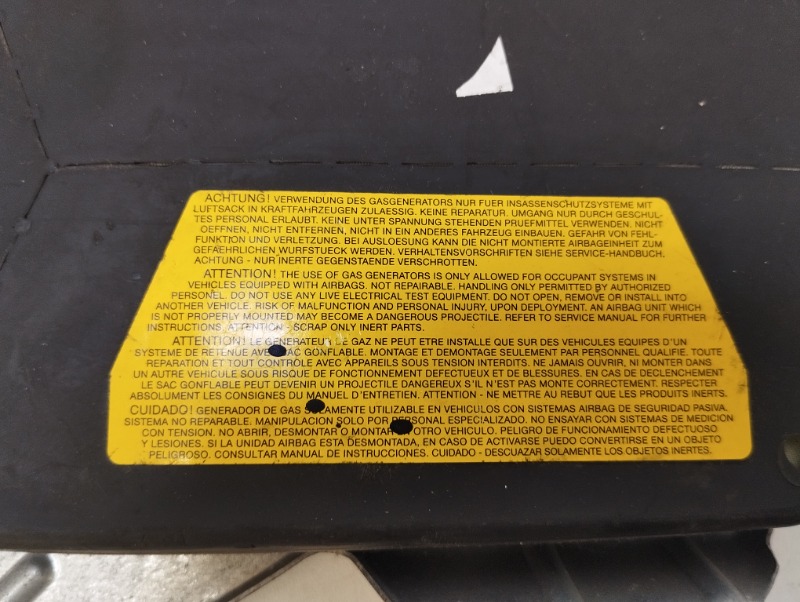 ACHTUNG! VERWENDUNG DES GASGENERATORS NUR FUER INSASSENSCHUTZSYSTEME MIT
LUFTSACK IN KRAFTFAHRZEUGEN ZULAESSIG. KEINE REPARATUR. UMGANG NUR DURCH GESCHUL-
TES PERSONAL ERLAUBT. KEINE UNTER SPANNUNG STEHENDEN PRUEFMITTEL VERWENDEN, NICHT
OEFFNEN, NICHT ENTFERNEN, NICHT IN EIN ANDERES FAHRZEUG EINBAUEN. GEFAHR VON FEHL-
FUNKTION UND VERLETZUNG. BEI AUSLOESUNG KANN DIE NICHT MONTIERTE AIRBAGEINHEIT ZUM
GEFAEHRLICHEN WURFSTUECK WERDEN. VERHALTENSVORSCHRIFTEN SIEHE SERVICE-HANDBUCH.
ACHTUNG - NUR INERTE GEGENSTAENDE VERSCHROTTEN.
ATTENTION! THE USE OF GAS GENERATORS IS ONLY ALLOWED FOR OCCUPANT SYSTEMS IN
VEHICLES EQUIPPED WITH AIRBAGS. NOT REPAIRABLE. HANDLING ONLY PERMITTED BY AUTHORIZED
PERSONEL. DO NOT USE ANY LIVE ELECTRICAL TEST EQUIPMENT. DO NOT OPEN, REMOVE OR INSTALL INTO
ANOTHER VEHICLE. RISK OF MALFUNCTION AND PERSONAL INJURY. UPON DEPLOYMENT. AN AIRBAG UNIT WHICH
IS NOT PROPERLY MOUNTED MAY BECOME A DANGEROUS PROJECTILE. REFER TO SERVICE MANUAL FOR FURTHER
INSTRUCTIONS. ATTENTION - SCRAP ONLY INERT PARTS.
ATTENTION! LE GENERATEUR DE GAZ NE PEUT ETRE INSTALLE QUE SUR DES VEHICULES EQUIPES D'UN
SYSTEME DE RETENUE AVEC SAC GONFLABLE. MONTAGE ET DEMONTAGE SEULEMENT PAR PERSONNEL QUALIFIE. TOUTE
REPARATION ET TOUT CONTROLE AVEC APPAREILS SOUS TENSION INTERDITS. NE JAMAIS OUVRIR, NI MONTER DANS
UN AUTRE VEHICULE SOUS RISQUE DE FONCTIONNEMENT DEFECTUEUX ET DE BLESSURES. EN CAS DE DECLENCHEMENT
LE SAC GONFLABLE PEUT DEVENIR UN PROJECTILE DANGEREUX S'IL N'EST PAS MONTE CORRECTEMENT. RESPECTER
ABSOLUMENT LES CONSIGNES DU MANUEL D'ENTRETIEN. ATTENTION - NE METTRE AU REBUT QUE LES PRODUITS INERTS.
CUIDADO! GENERADOR DE GAS SOLAMENTE UTILIZABLE EN VEHICULOS CON SISTEMAS AIRBAG DE SEGURIDAD PASIVA.
SISTEMA NO REPARABLE. MANIPULACION SOLO POR PERSONAL ESPECIALIZADO. NO ENSAYAR CON SISTEMAS DE MEDICION
CON TENSION. NO ABRIR, DESMONTAR O MONTAR OTRO VEHICULO. PELIGRO DE FUNCIONAMIENTO DEFECTUOSO
Y LESIONES. SI LA UNIDAD AIRBAG ESTA DESMONTADA, EN CASO DE ACTIVARSE PUEDO CONVERTIRSE EN UN OBJETO
PELIGROSO. CONSULTAR MANUAL DE INSTRUCCIONES. CUIDADO - DESCUAZAR SOLAMENTE LOS OBJETOS INERTES.